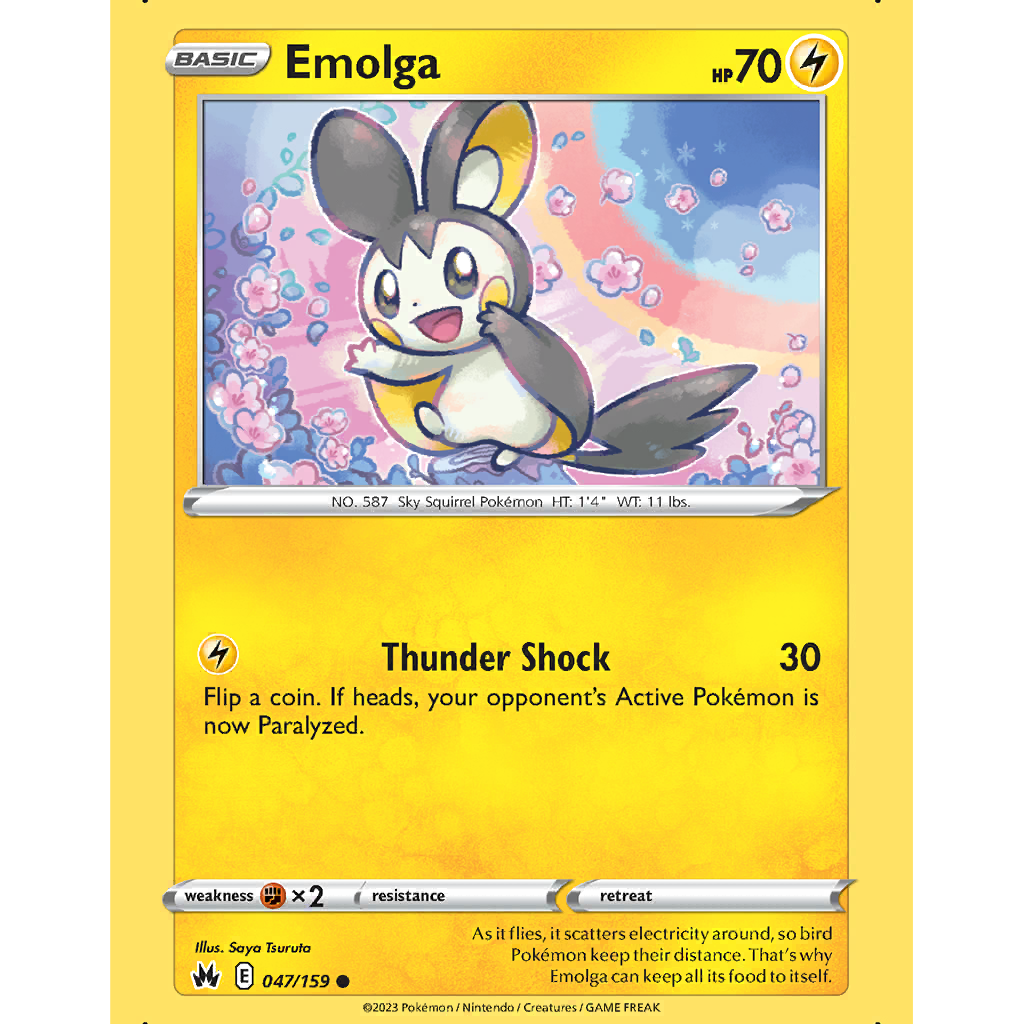 BASIC Emolga HP 70
NO. 587 Sky Squirrel Pokémon HT: 1'4" WT: 11 lbs.
Thunder Shock 30
Flip a coin. If heads, your opponent's Active Pokémon is
now Paralyzed.
weakness ×2 resistance retreat
As it flies, it scatters electricity around, so bird
Pokémon keep their distance. That's why
Emolga can keep all its food to itself.
Illus. Saya Tsuruta
E 047/159
©2023 Pokémon / Nintendo / Creatures / GAME FREAK